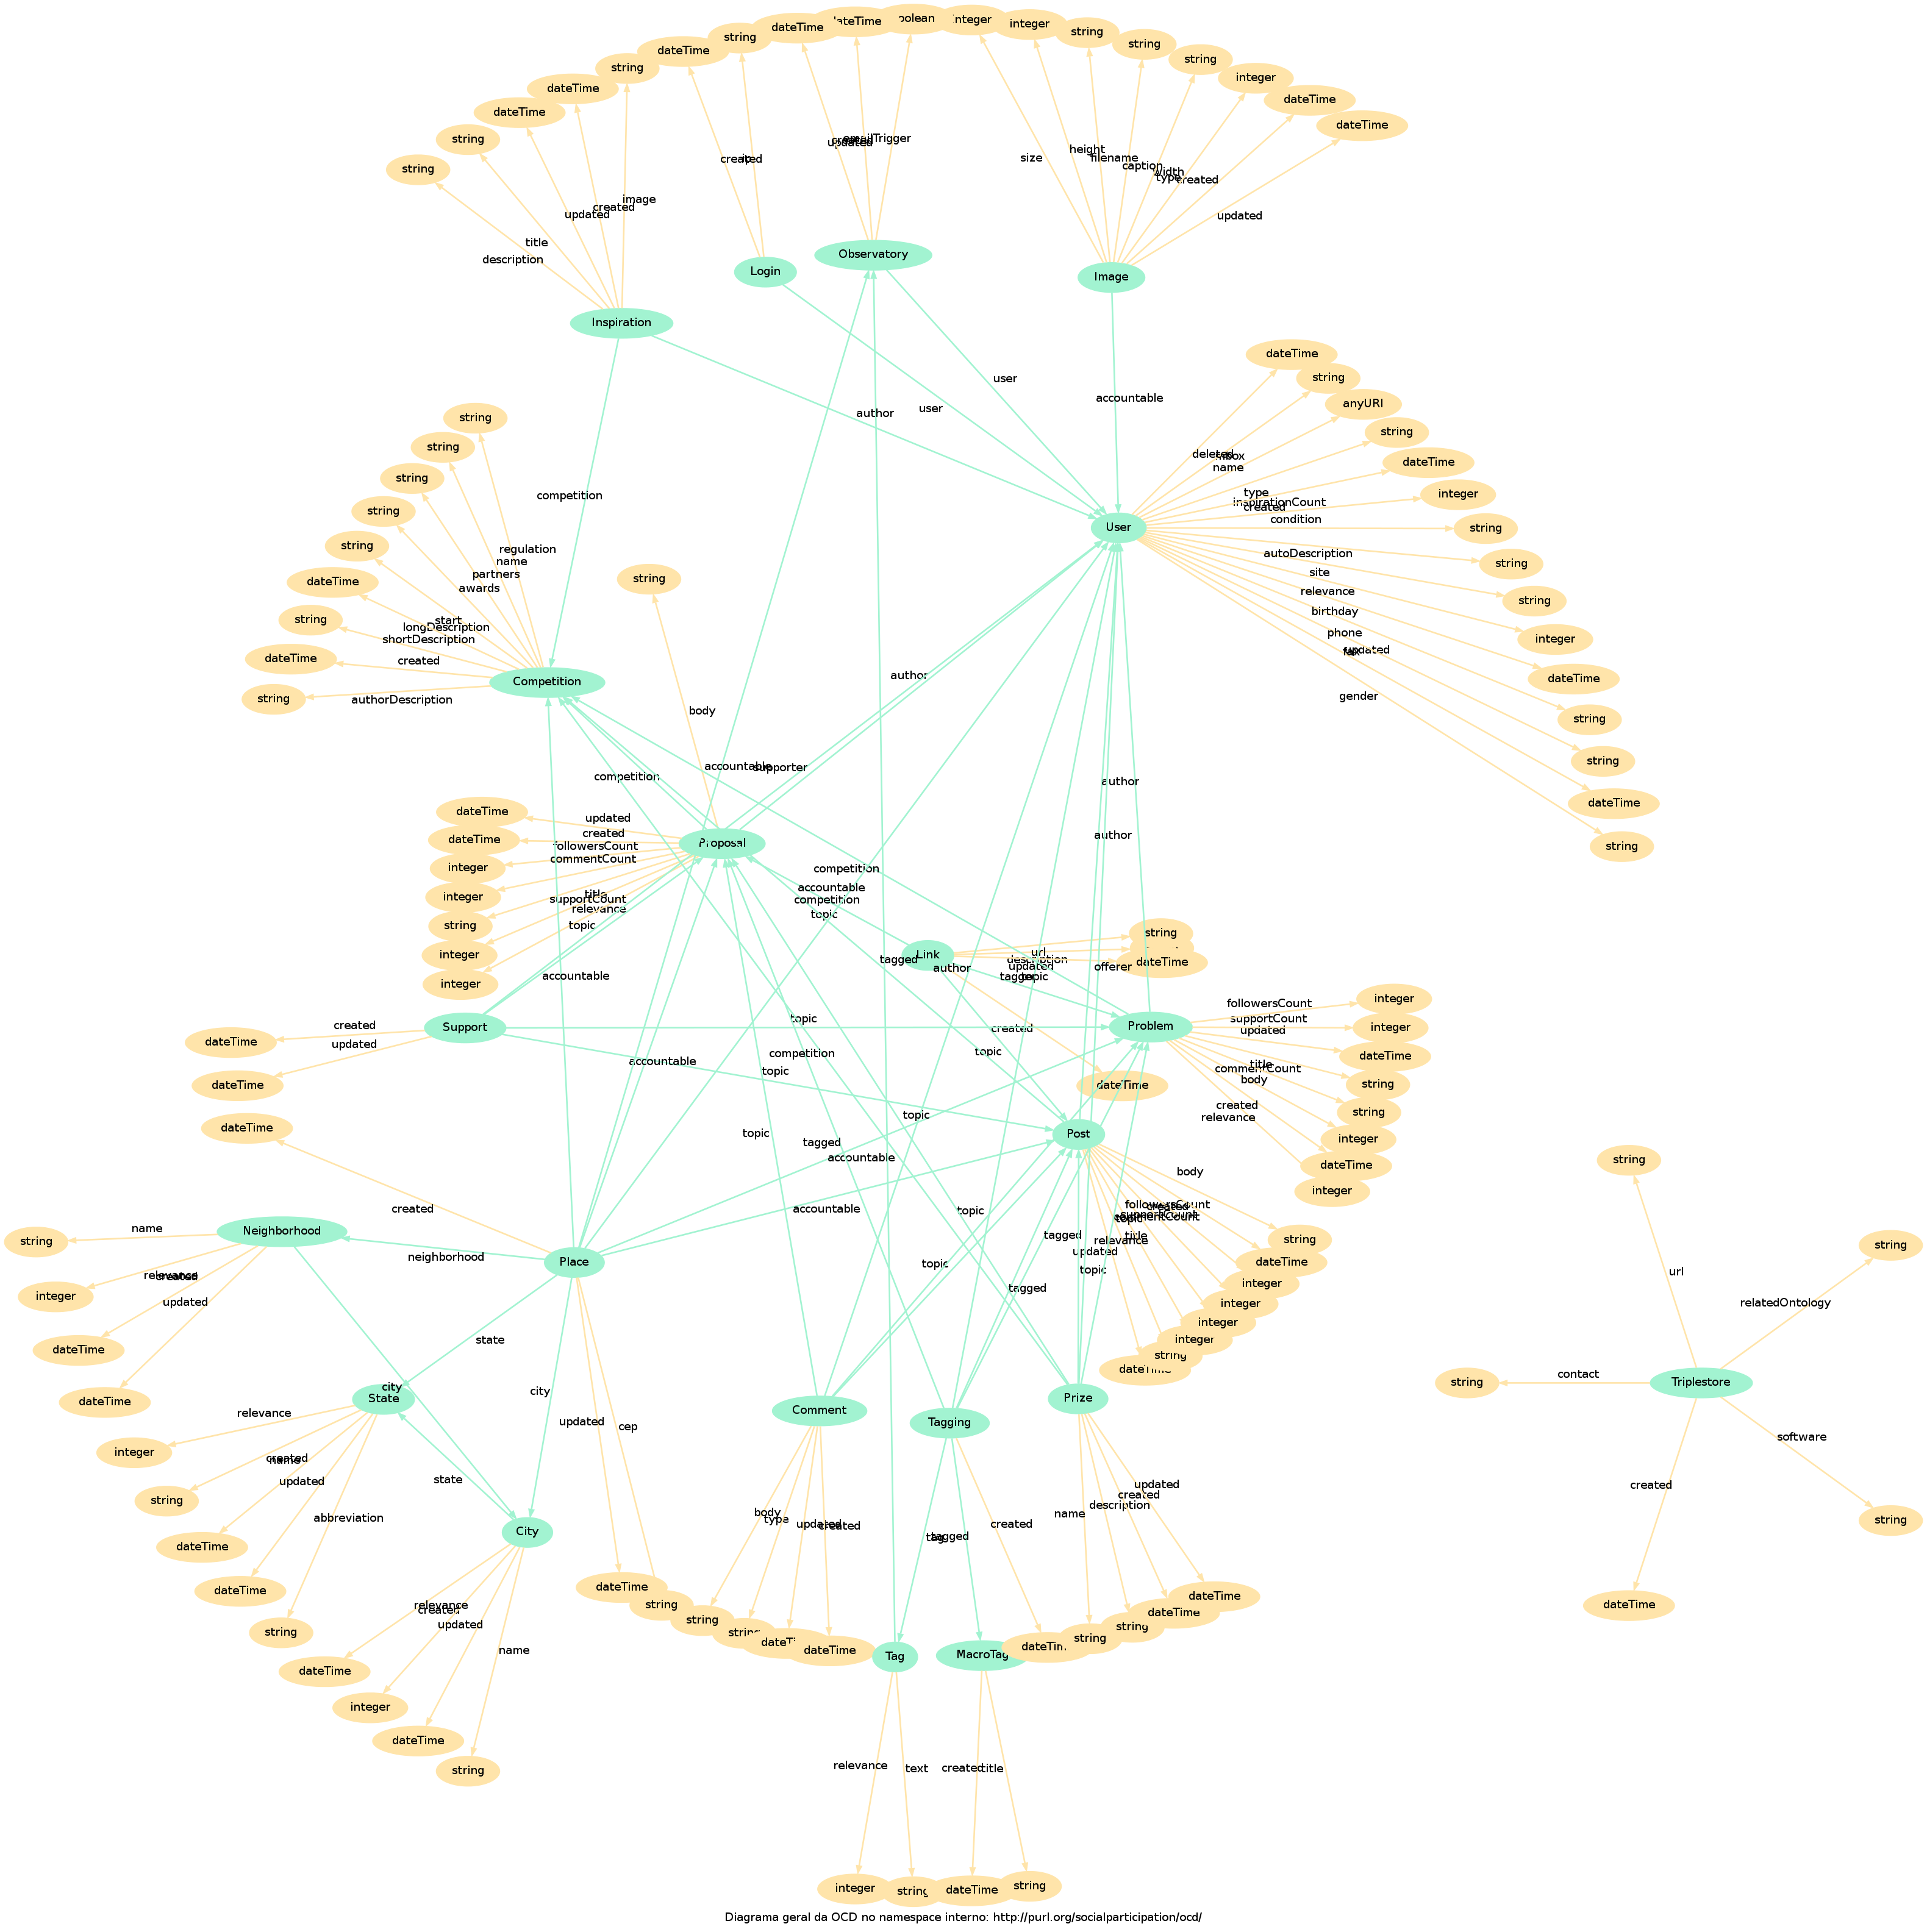 dateTime
oolean
integer
integer
dateTime
string
string
string
dateTime
string
string
integer
dateTime
dateTime
dateTime
dateTime
string
string
emailTrigger
updated
height
filename
size
created
ip
caption
width
type
created
image
created
updated
updated
title
description
Observatory
Login
Image
Inspiration
dateTime
string
user
accountable
anyURI
author
user
string
string
string
dateTime
deleted
mbox
name
string
integer
type
inspirationCount
created
competition
string
condition
User
string
regulation
name
autoDescription
string
string
partners
site
string
dateTime
awards
relevance
string
string
start
longDescription
shortDescription
birthday
integer
phone
updated
fax
dateTime
created
author
dateTime
Competition
gender
string
authorDescription
body
string
string
accountable
supporter
competition
author
dateTime
dateTime
updated
created
followersCount
commentCount
Proposal
author
string
dateTime
integer
competition
accountable
competition
topic
integer
title
supportCount
relevance
topic
string
string
integer
integer
Link
url
description
updated
tagged
topic
dateTime
tagged
author
offerer
accountable
followersCount
integer
supportCount
updated
integer
Support
created
updated
dateTime
topic
created
Problem
dateTime
competition
topic
accountable
topic
title
commentCount
body
string
dateTime
dateTime
string
created
relevance
topic
dateTime
Post
integer
topic
tagged
accountable
dateTime
integer
string
body
created
accountable
topic
followersCount
created
supportCount
commentCount
topic
title
relevance
updated
tagged
string
string
relatedOntology
url
name
Neighborhood
neighborhood
Place
string
dateTime
topic
topic
tagged
integer
relevance
created
updated
integer
integer
integer
integer
string
dateTime
dateTime
state
dateTime
city
city
State
Comment
Tagging
Prize
string
contact
Triplestore
relevance
updated
cep
integer
created
name
updated
state
abbreviation
City
software
created
string
string
body
type
updated
created
tag
tagged
created
name
description
created
updated
dateTime
dateTime
string
relevance
created
updated
name
dateTime
string
string
string
dateTime
Tag
MacroTag
dateTime
string
string
dateTime
dateTime
dateTime
dateTime
integer
dateTime
string
relevance
text
created
title
integer
string
dateTime
string
Diagrama geral da OCD no namespace interno: http://purl.org/socialparticipation/ocd/